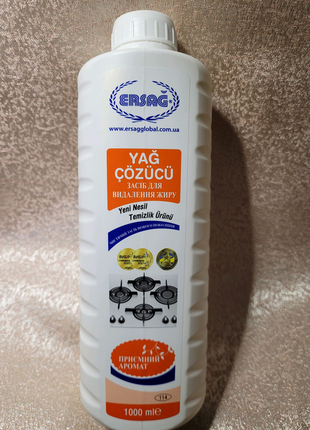 ERSAĞ
www.ersagglobal.com.ua
YAĞ
ÇÖZÜCÜ
ЗАСІБ ДЛЯ
ВИДАЛЕННЯ ЖИРУ
Yeni Nesil
Temizlik Ürünü
ПРИЄМНИЙ
АРОМАТ
114
1000 ml e